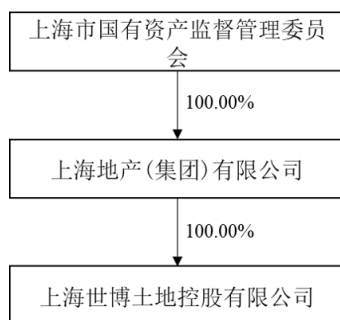 上海市国有资产监督管理委员
会
100.00%
上海地产(集团)有限公司
100.00%
上海世博土地控股有限公司